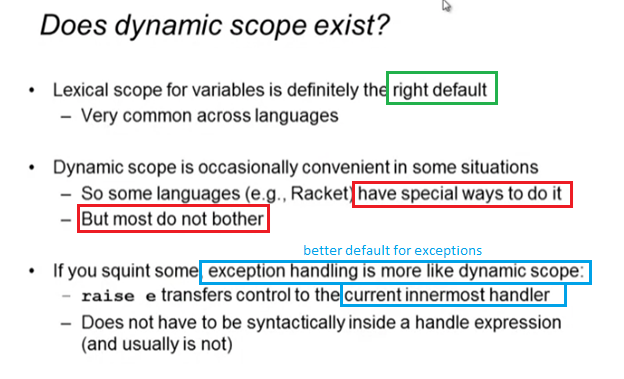 Does dynamic scope exist?
• Lexical scope for variables is definitely the right default
– Very common across languages
• Dynamic scope is occasionally convenient in some situations
– So some languages (e.g., Racket) have special ways to do it
– But most do not bother
better default for exceptions
• If you squint some, exception handling is more like dynamic scope:
– raise e transfers control to the current innermost handler
– Does not have to be syntactically inside a handle expression
(and usually is not)